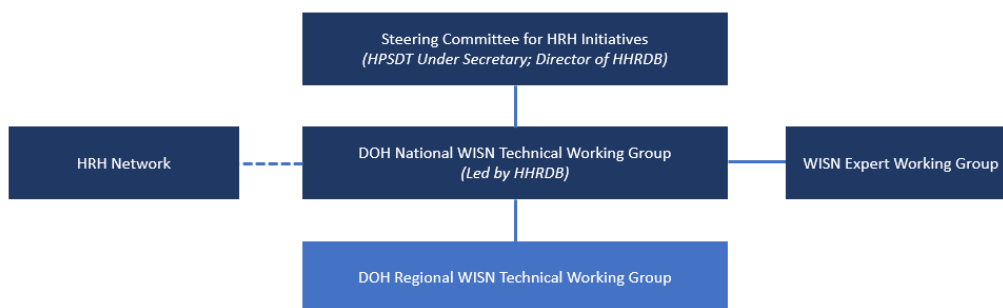 Steering Committee for HRH Initiatives
(HPSDT Under Secretary; Director of HHRDB)
HRH Network
DOH National WISN Technical Working Group
(Led by HHRDB)
WISN Expert Working Group
DOH Regional WISN Technical Working Group